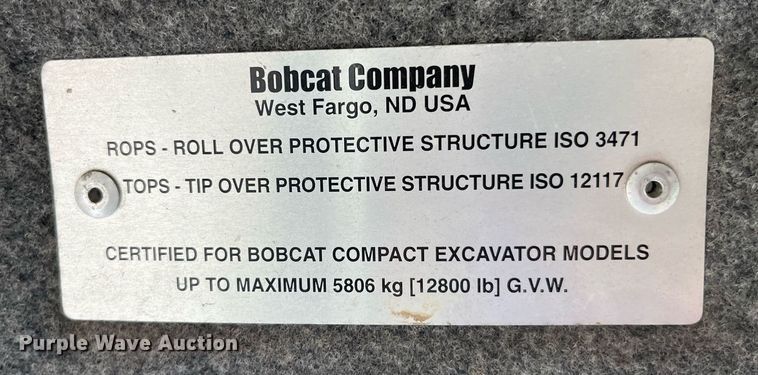 Bobcat Company
West Fargo, ND USA
ROPS - ROLL OVER PROTECTIVE STRUCTURE ISO 3471
TOPS - TIP OVER PROTECTIVE STRUCTURE ISO 12117
CERTIFIED FOR BOBCAT COMPACT EXCAVATOR MODELS
UP TO MAXIMUM 5806 kg [12800 lb] G.V.W.
Purple Wave Auction